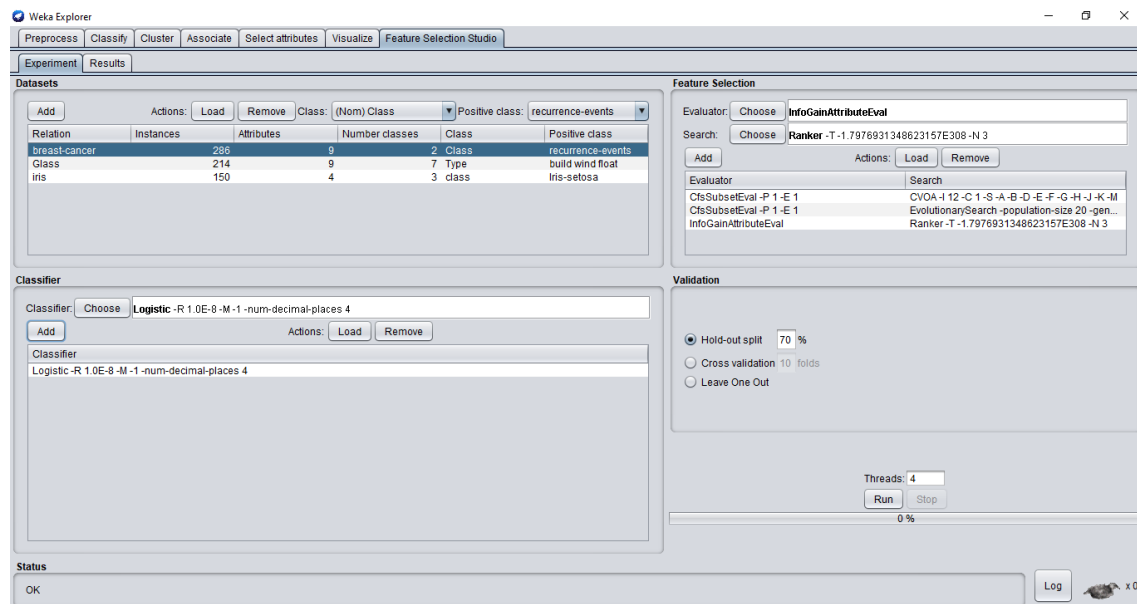 Weka Explorer
Preprocess Classify Cluster Associate Select attributes Visualize Feature Selection Studio
Experiment Results
Datasets
Add Actions: Load Remove Class: (Nom) Class Positive class: recurrence-events
Relation Instances Attributes Number classes Class Positive class
breast-cancer 286 9 2 Class recurrence-events
Glass 214 9 7 Type build wind float
iris 150 4 3 class Iris-setosa
Feature Selection
Evaluator: Choose InfoGainAttributeEval
Search: Choose Ranker -T -1.7976931348623157E308 -N 3
Add Actions: Load Remove
Evaluator Search
CfsSubsetEval -P 1 -E 1 CVOA -I 12 -C 1 -S -A -B -D -E -F -G -H -J -K -M
CfsSubsetEval -P 1 -E 1 EvolutionarySearch -population-size 20 -gen...
InfoGainAttributeEval Ranker -T -1.7976931348623157E308 -N 3
Classifier
Classifier: Choose Logistic -R 1.0E-8 -M -1 -num-decimal-places 4
Add Actions: Load Remove
Classifier
Logistic -R 1.0E-8 -M -1 -num-decimal-places 4
Validation
Hold-out split 70 %
Cross validation 10 folds
Leave One Out
Threads: 4
Run Stop
0 %
Status
OK
Log x 0